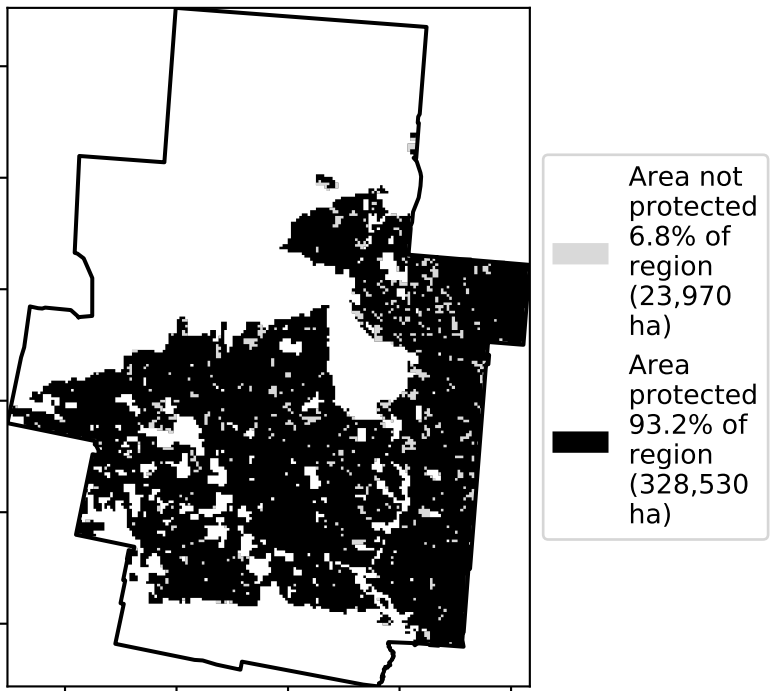 Area not
protected
6.8% of
region
(23,970
ha)
Area
protected
93.2% of
region
(328,530
ha)